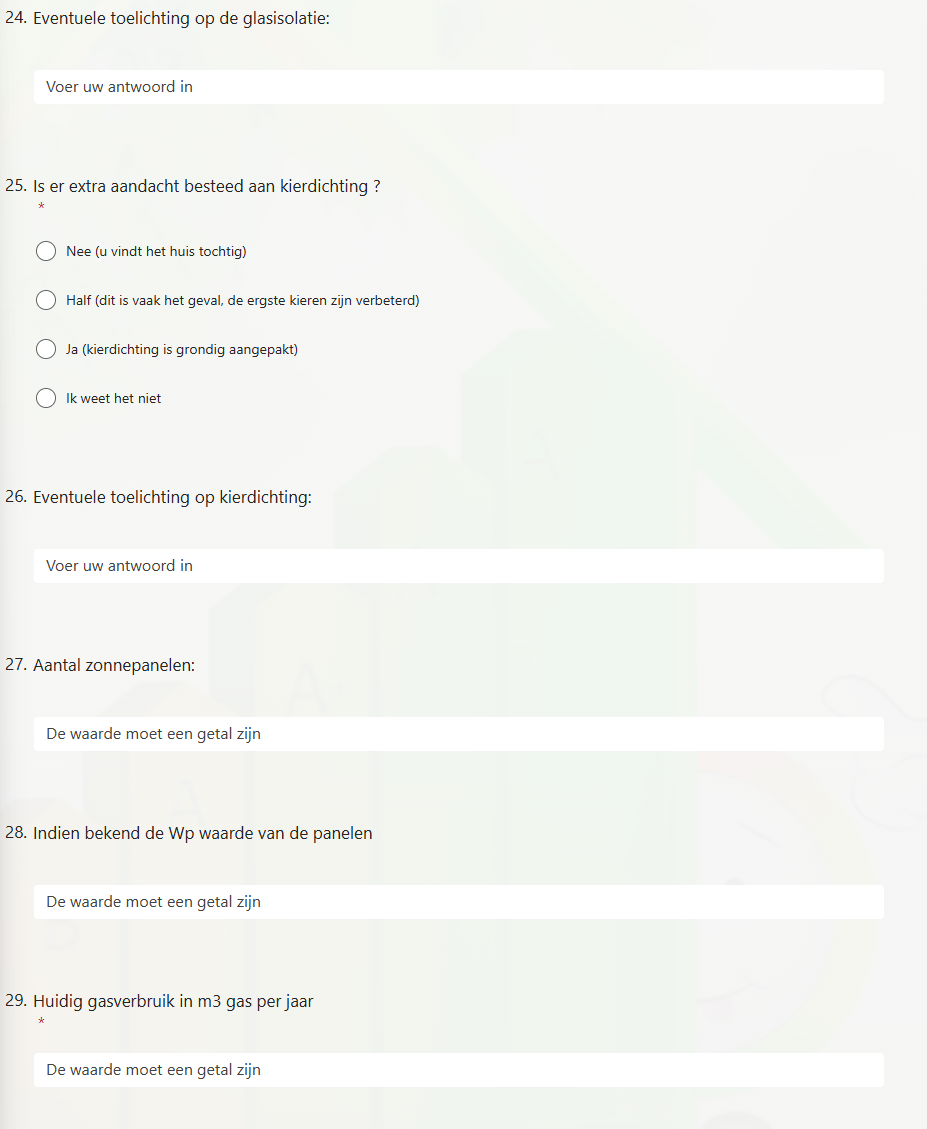 24. Eventuele toelichting op de glasisolatie:
Voer uw antwoord in
25. Is er extra aandacht besteed aan kierdichting ?
*
Nee (u vindt het huis tochtig)
Half (dit is vaak het geval, de ergste kieren zijn verbeterd)
Ja (kierdichting is grondig aangepakt)
Ik weet het niet
26. Eventuele toelichting op kierdichting:
Voer uw antwoord in
27. Aantal zonnepanelen:
De waarde moet een getal zijn
28. Indien bekend de Wp waarde van de panelen
De waarde moet een getal zijn
29. Huidig gasverbruik in m3 gas per jaar
*
De waarde moet een getal zijn